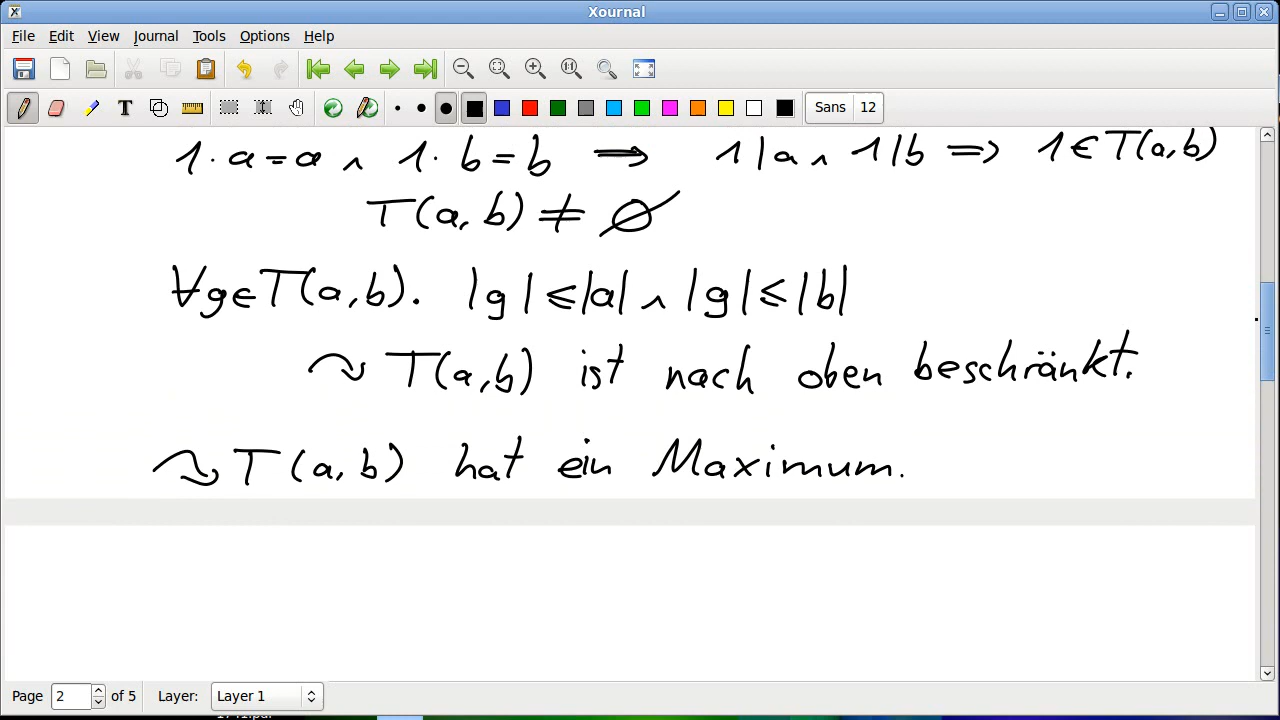 Xournal
File Edit View Journal Tools Options Help
Sans 12
1·a=a ∧ 1·b=b ⟹ 1|a ∧ 1|b ⟹ 1∈T(a,b)
T(a,b) ≠ ∅
∀g∈T(a,b). |g|≤|a| ∧ |g|≤|b|
↝ T(a,b) ist nach oben beschränkt.
↝ T(a,b) hat ein Maximum.
Page 2 of 5 Layer: Layer 1